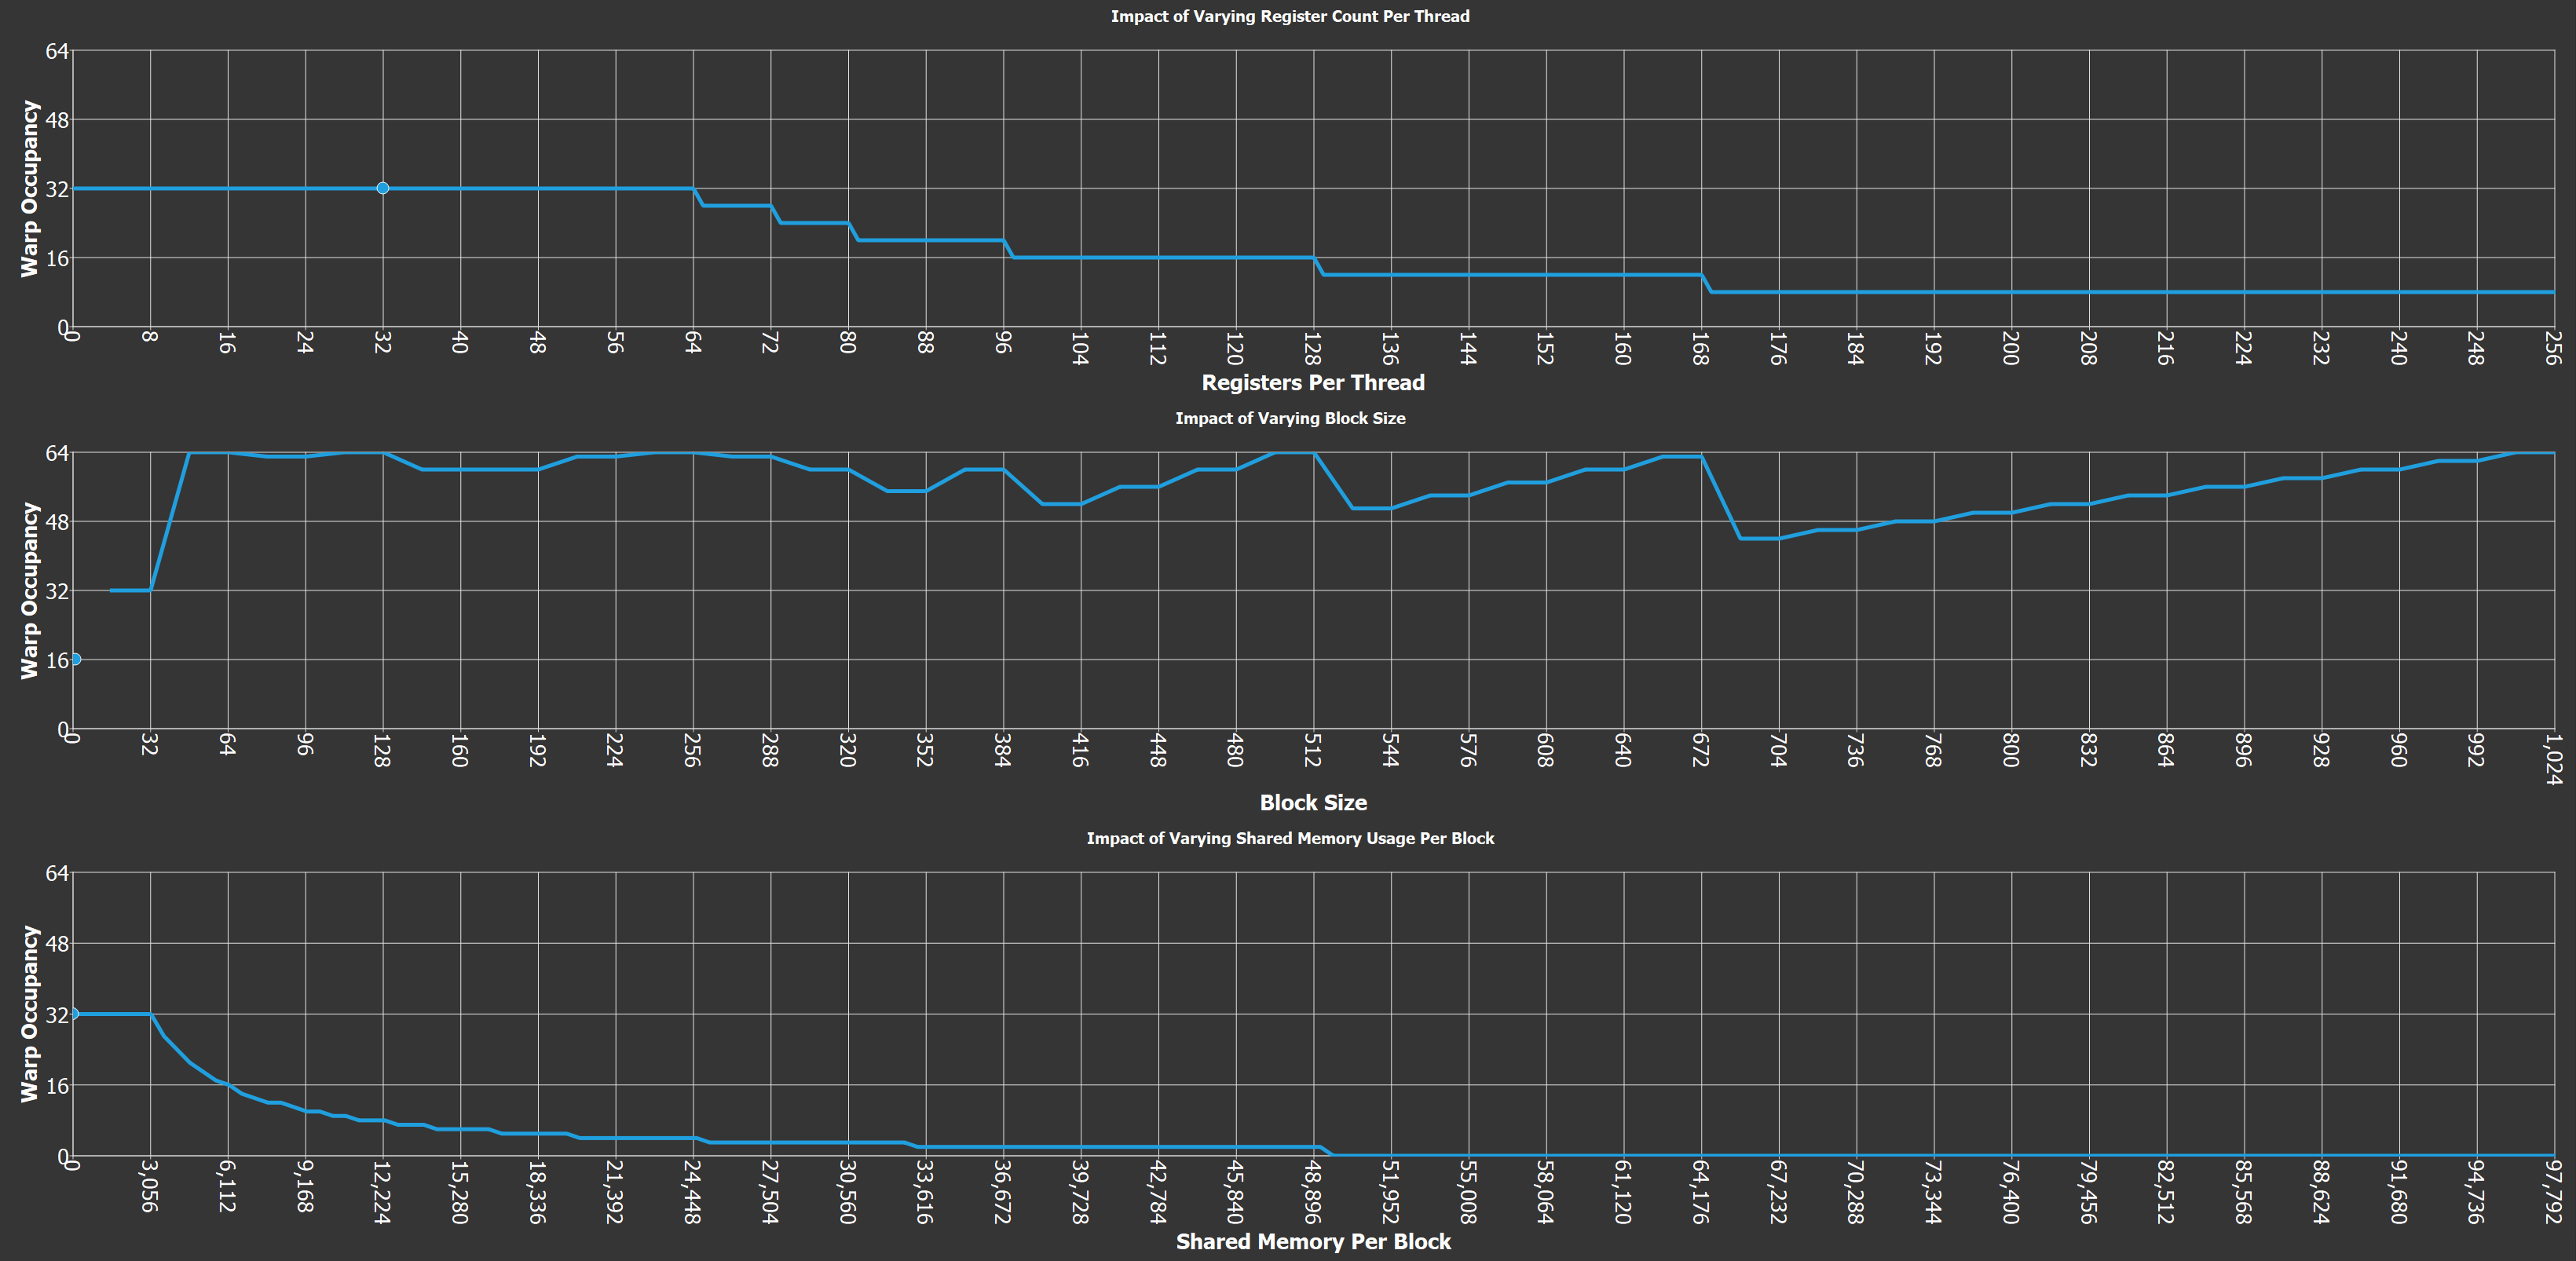 Impact of Varying Register Count Per Thread
Warp Occupancy
64
48
32
16
0
0 8 16 24 32 40 48 56 64 72 80 88 96 104 112 120 128 136 144 152 160 168 176 184 192 200 208 216 224 232 240 248 256
Registers Per Thread
Impact of Varying Block Size
Warp Occupancy
64
48
32
16
0
0 32 64 96 128 160 192 224 256 288 320 352 384 416 448 480 512 544 576 608 640 672 704 736 768 800 832 864 896 928 960 992 1,024
Block Size
Impact of Varying Shared Memory Usage Per Block
Warp Occupancy
64
48
32
16
0
0 3,056 6,112 9,168 12,224 15,280 18,336 21,392 24,448 27,504 30,560 33,616 36,672 39,728 42,784 45,840 48,896 51,952 55,008 58,064 61,120 64,176 67,232 70,288 73,344 76,400 79,456 82,512 85,568 88,624 91,680 94,736 97,792
Shared Memory Per Block